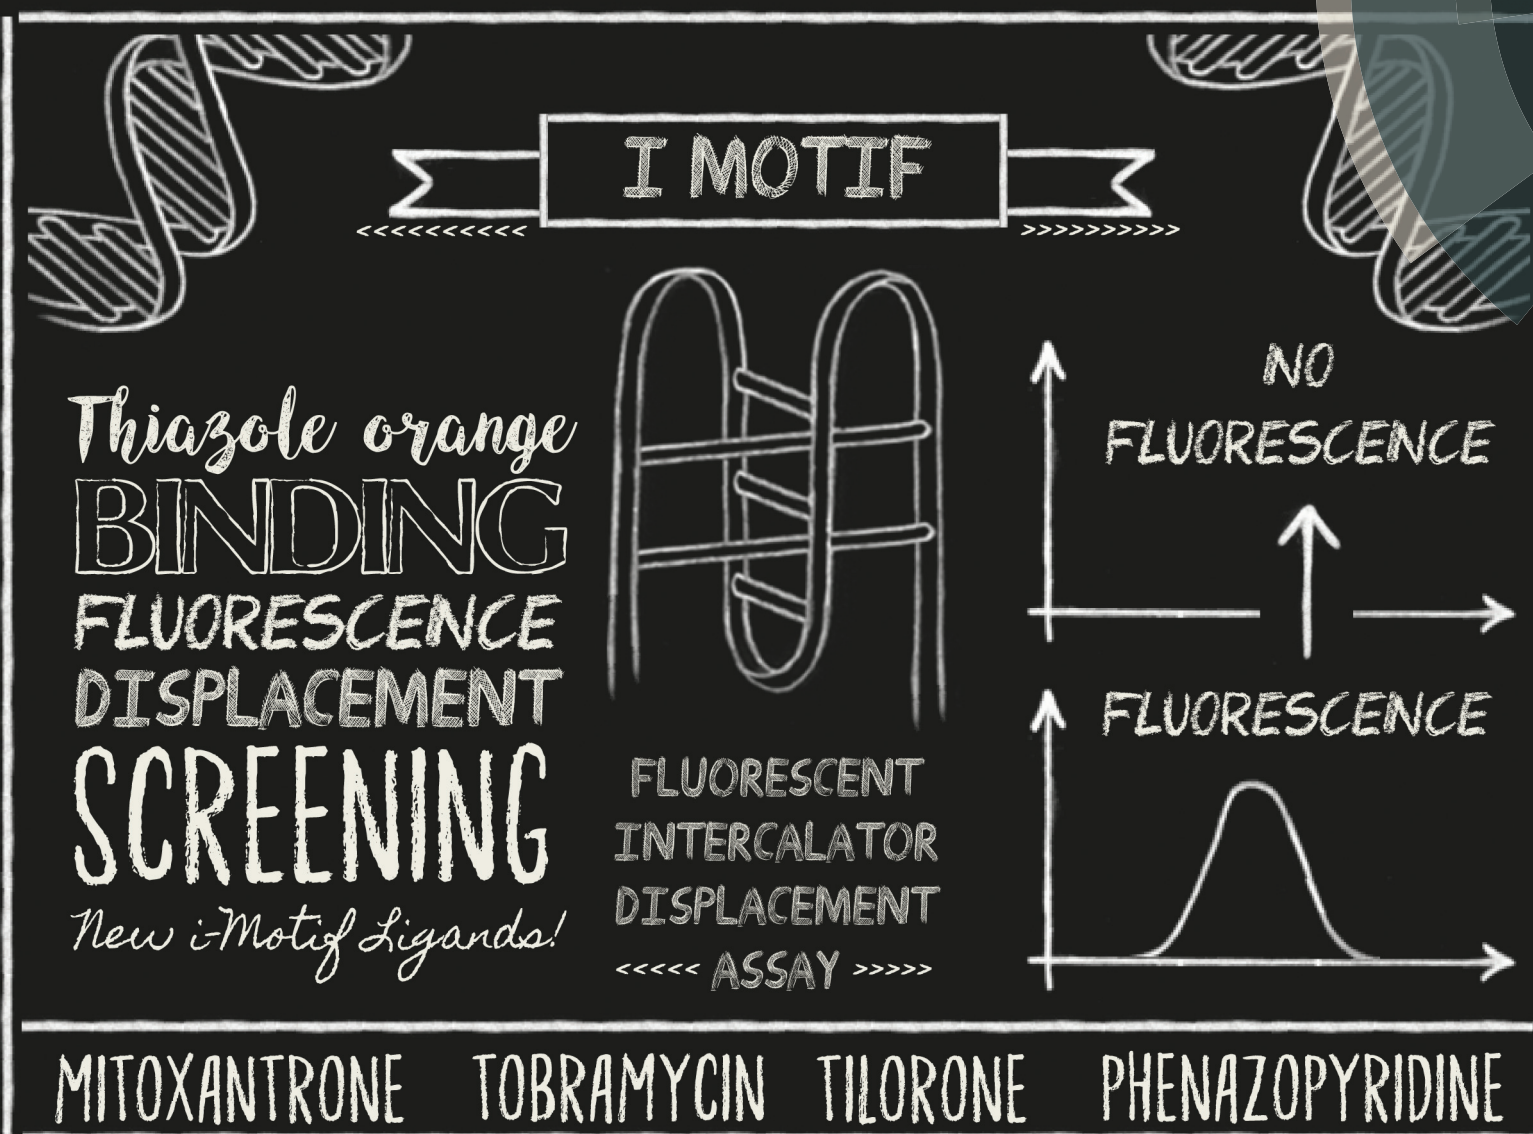 I MOTIF
<<<<<<<<<< >>>>>>>>>>
Thiazole orange
BINDING
FLUORESCENCE
DISPLACEMENT
SCREENING
New i-Motif Ligands!
FLUORESCENT
INTERCALATOR
DISPLACEMENT
<<<<< ASSAY >>>>>
NO
FLUORESCENCE
FLUORESCENCE
MITOXANTRONE TOBRAMYCIN TILORONE PHENAZOPYRIDINE